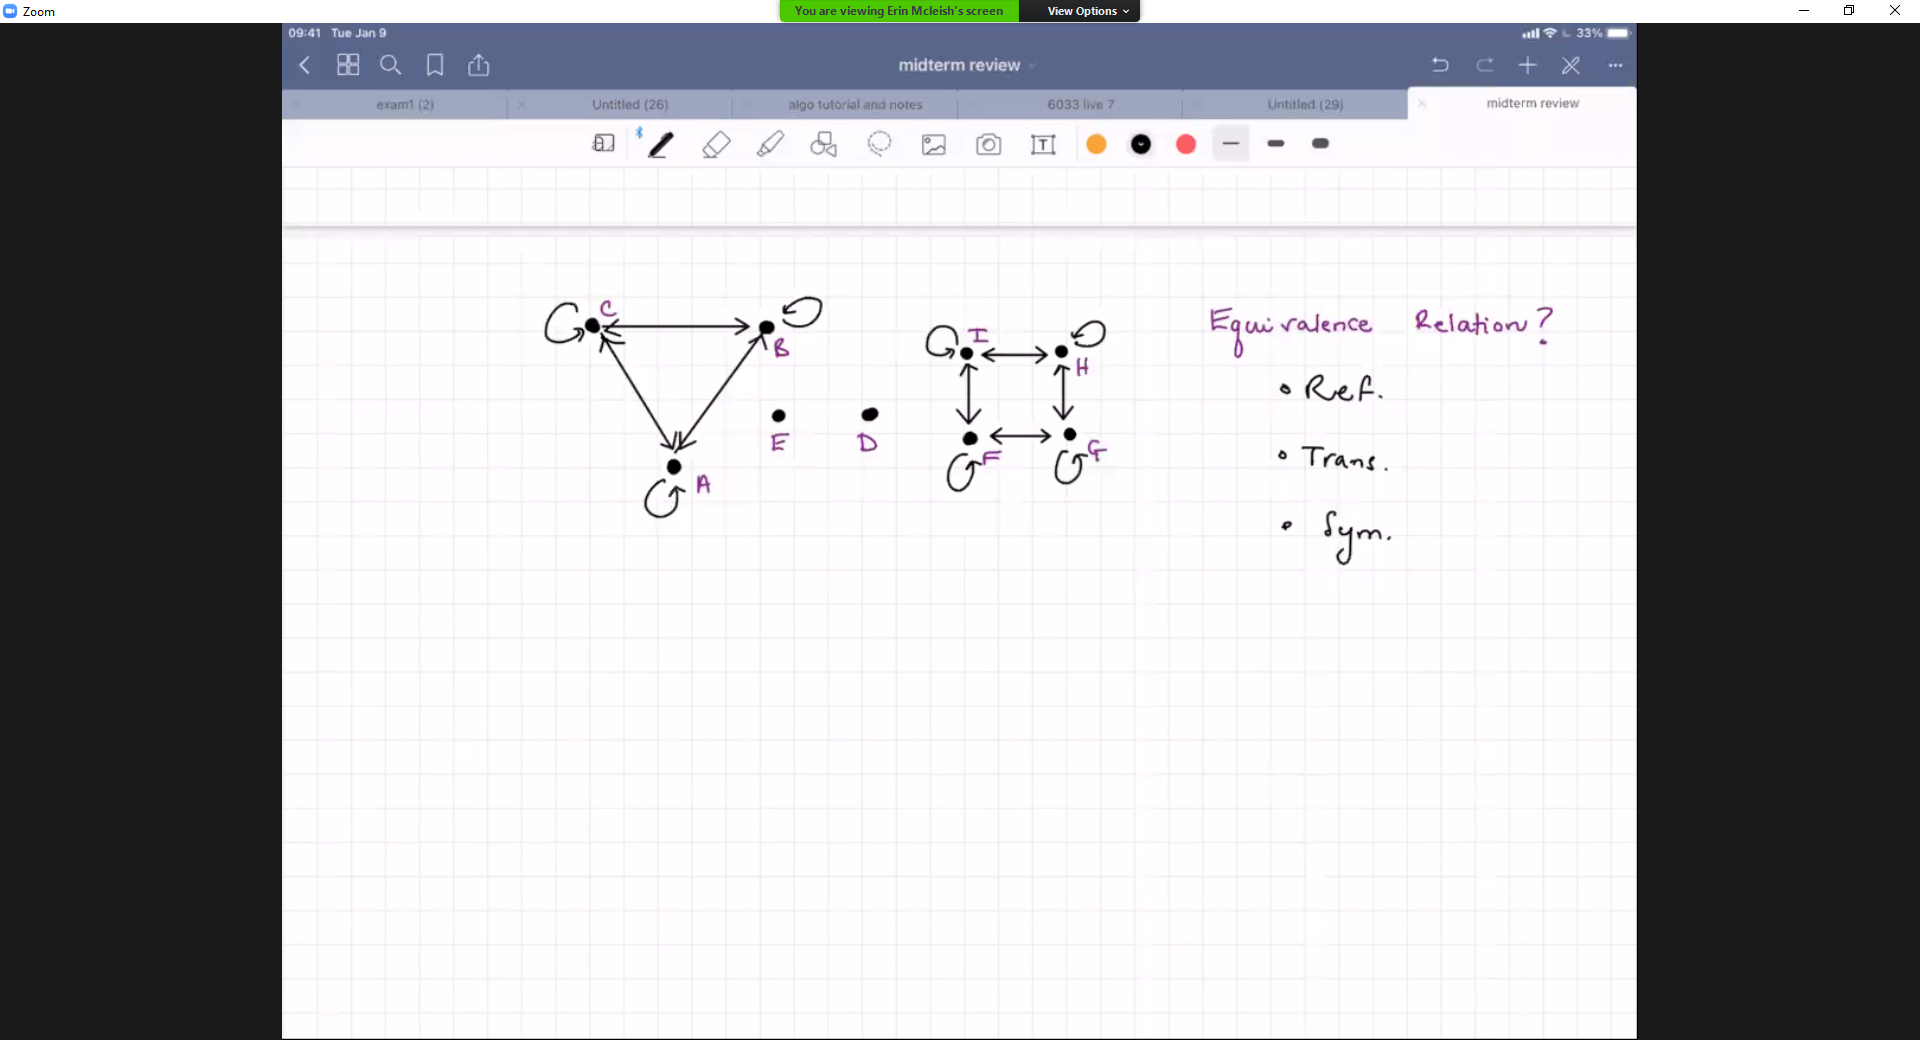 Zoom
You are viewing Erin Mcleish's screen View Options
09:41 Tue Jan 9
33%
midterm review
exam1 (2) Untitled (26) algo tutorial and notes 6033 live 7 Untitled (29) midterm review
T
C
B
I
H
Equivalence Relation?
• Ref.
E
D
F
G
• Trans.
A
• Sym.